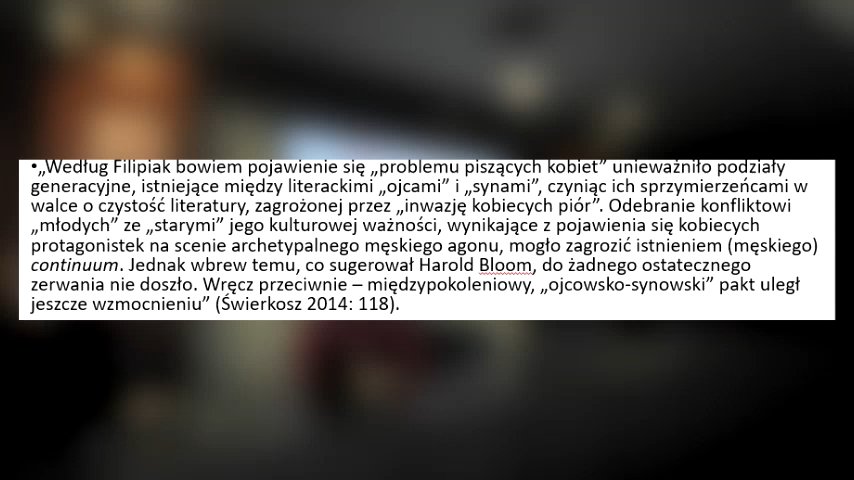 •„Według Filipiak bowiem pojawienie się „problemu piszących kobiet” unieważniło podziały
generacyjne, istniejące między literackimi „ojcami” i „synami”, czyniąc ich sprzymierzeńcami w
walce o czystość literatury, zagrożonej przez „inwazję kobiecych piór”. Odebranie konfliktowi
„młodych” ze „starymi” jego kulturowej ważności, wynikające z pojawienia się kobiecych
protagonistek na scenie archetypalnego męskiego agonu, mogło zagrozić istnieniem (męskiego)
continuum. Jednak wbrew temu, co sugerował Harold Bloom, do żadnego ostatecznego
zerwania nie doszło. Wręcz przeciwnie – międzypokoleniowy, „ojcowsko-synowski” pakt uległ
jeszcze wzmocnieniu” (Świerkosz 2014: 118).